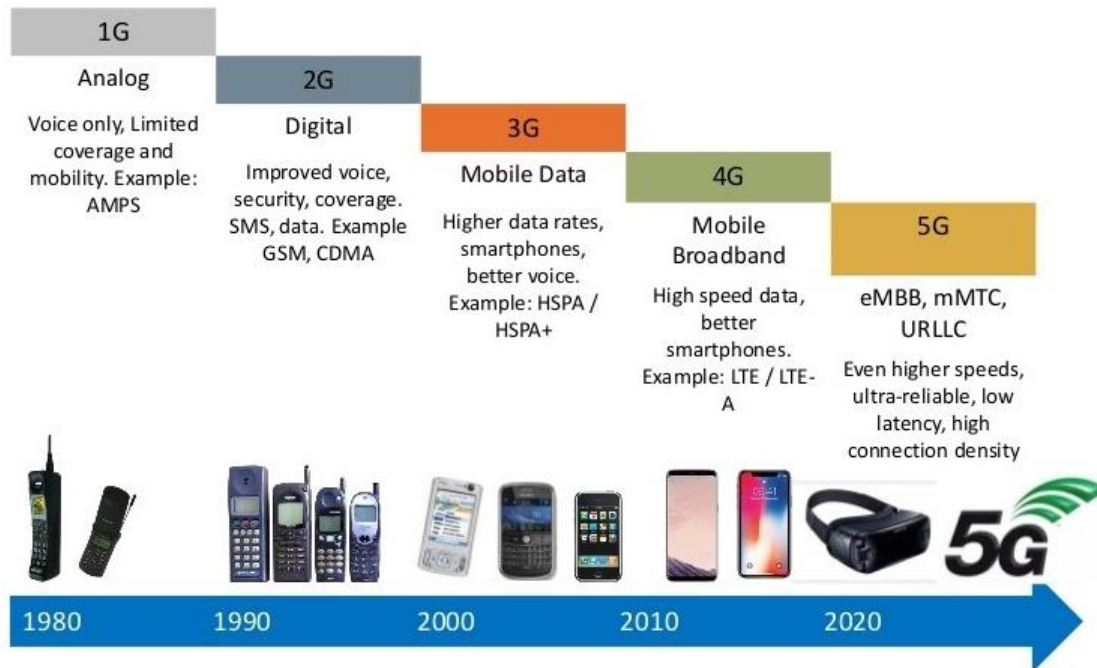 1G
Analog
Voice only, Limited
coverage and
mobility. Example:
AMPS
2G
Digital
Improved voice,
security, coverage.
SMS, data. Example
GSM, CDMA
3G
Mobile Data
Higher data rates,
smartphones,
better voice.
Example: HSPA /
HSPA+
4G
Mobile
Broadband
High speed data,
better
smartphones.
Example: LTE / LTE-
A
5G
eMBB, mMTC,
URLLC
Even higher speeds,
ultra-reliable, low
latency, high
connection density
5G
1980
1990
2000
2010
2020